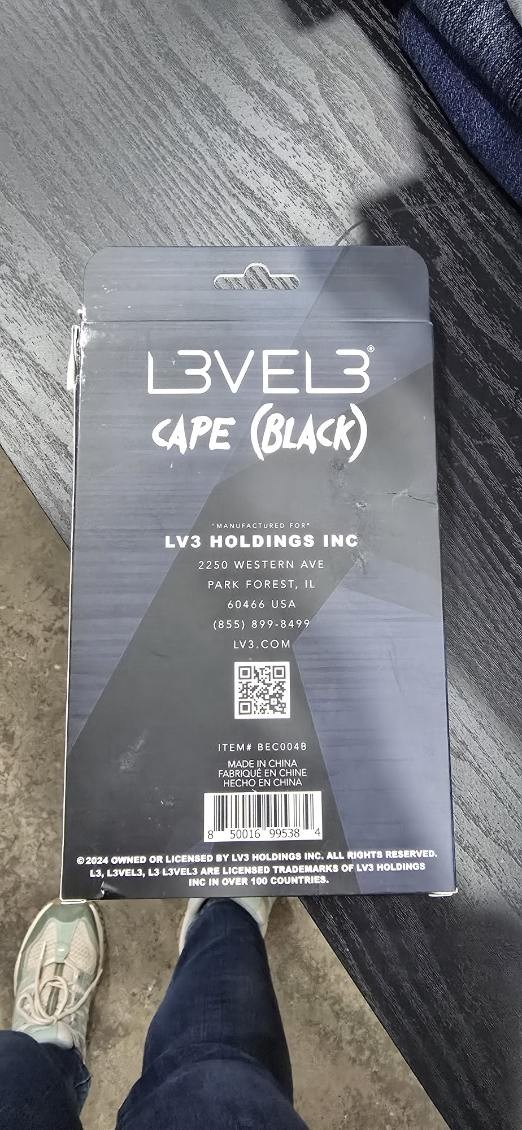 L3VEL3®
CAPE (BLACK)
"MANUFACTURED FOR"
LV3 HOLDINGS INC
2250 WESTERN AVE
PARK FOREST, IL
60466 USA
(855) 899-8499
LV3.COM
ITEM# BEC004B
MADE IN CHINA
FABRIQUÉ EN CHINE
HECHO EN CHINA
8 50016 99538 4
©2024 OWNED OR LICENSED BY LV3 HOLDINGS INC. ALL RIGHTS RESERVED.
L3, L3VEL3, L3 L3VEL3 ARE LICENSED TRADEMARKS OF LV3 HOLDINGS
INC IN OVER 100 COUNTRIES.